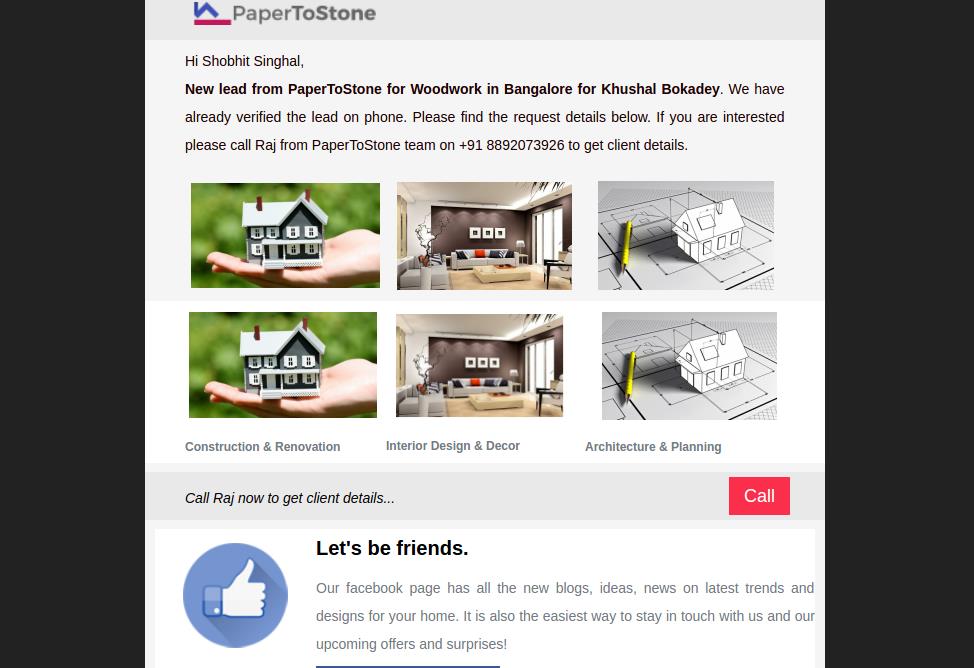 PaperToStone
Hi Shobhit Singhal,
New lead from PaperToStone for Woodwork in Bangalore for Khushal Bokadey. We have
already verified the lead on phone. Please find the request details below. If you are interested
please call Raj from PaperToStone team on +91 8892073926 to get client details.
Construction & Renovation
Interior Design & Decor
Architecture & Planning
Call Raj now to get client details...
Call
Let's be friends.
Our facebook page has all the new blogs, ideas, news on latest trends and
designs for your home. It is also the easiest way to stay in touch with us and our
upcoming offers and surprises!